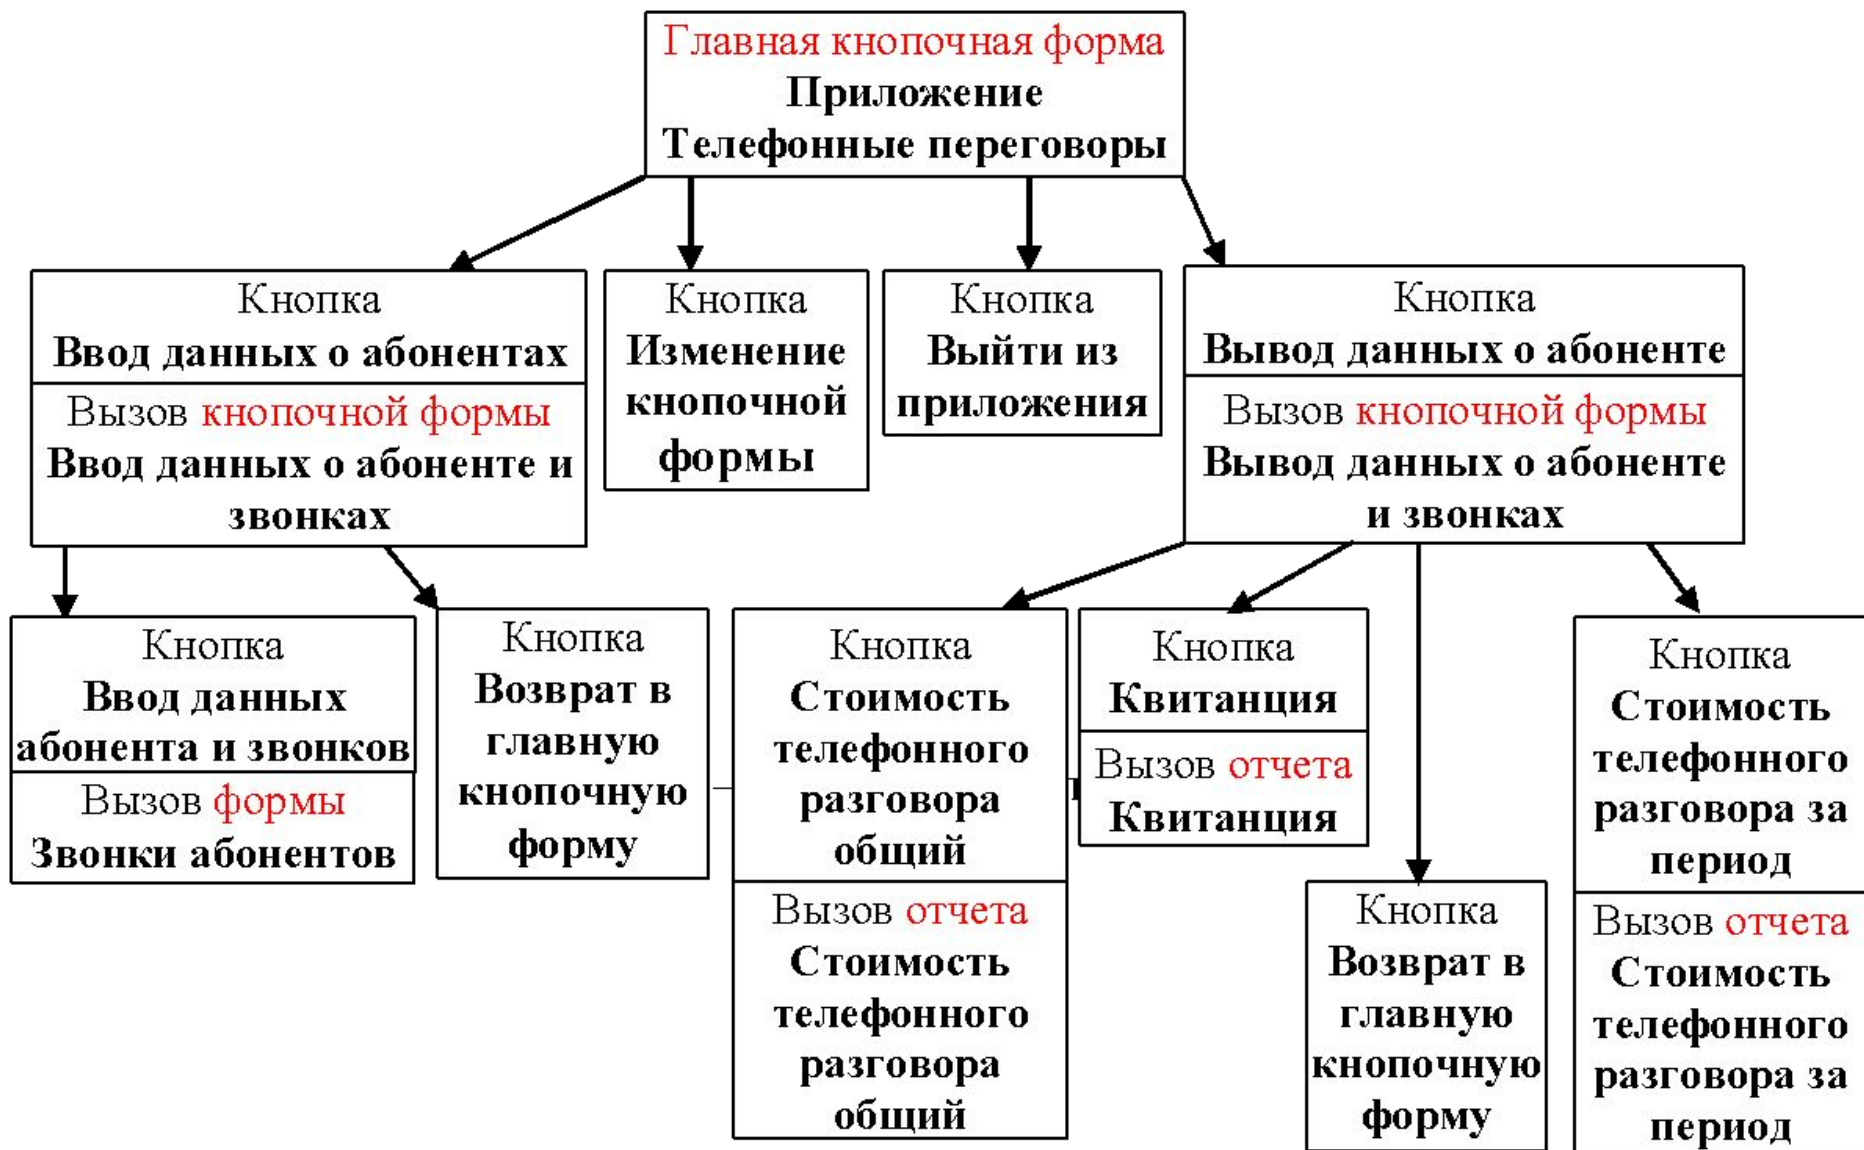 Главная кнопочная форма
Приложение
Телефонные переговоры
Кнопка
Ввод данных о абонентах
Вызов кнопочной формы
Ввод данных о абоненте и
звонках
Кнопка
Изменение
кнопочной
формы
Кнопка
Выйти из
приложения
Кнопка
Вывод данных о абоненте
Вызов кнопочной формы
Вывод данных о абоненте
и звонках
Кнопка
Ввод данных
абонента и звонков
Вызов формы
Звонки абонентов
Кнопка
Возврат в
главную
кнопочную
форму
Кнопка
Стоимость
телефонного
разговора
общий
Вызов отчета
Стоимость
телефонного
разговора
общий
Кнопка
Квитанция
Вызов отчета
Квитанция
Кнопка
Возврат в
главную
кнопочную
форму
Кнопка
Стоимость
телефонного
разговора за
период
Вызов отчета
Стоимость
телефонного
разговора за
период